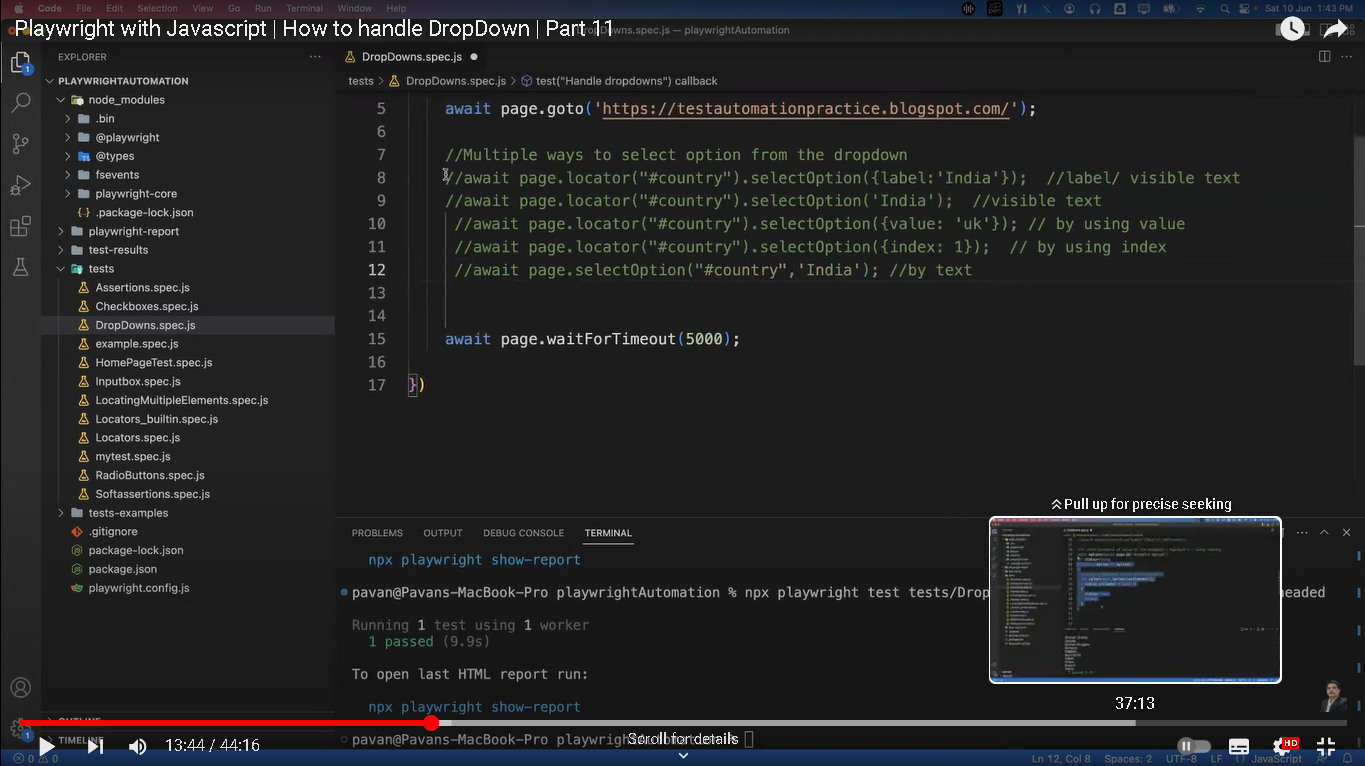 Code File Edit Selection View Go Run Terminal Window Help
Sat 10 Jun 1:43 PM
Playwright with Javascript | How to handle DropDown | Part 11
DropDowns.spec.js — playwrightAutomation
EXPLORER
DropDowns.spec.js
PLAYWRIGHTAUTOMATION
tests > DropDowns.spec.js > test("Handle dropdowns") callback
node_modules
.bin
@playwright
@types
fsevents
playwright-core
.package-lock.json
playwright-report
test-results
tests
Assertions.spec.js
Checkboxes.spec.js
DropDowns.spec.js
example.spec.js
HomePageTest.spec.js
Inputbox.spec.js
LocatingMultipleElements.spec.js
Locators_builtin.spec.js
Locators.spec.js
mytest.spec.js
RadioButtons.spec.js
Softassertions.spec.js
tests-examples
.gitignore
package-lock.json
package.json
playwright.config.js
OUTLINE
TIMELINE
5 await page.goto('https://testautomationpractice.blogspot.com/');
6
7 //Multiple ways to select option from the dropdown
8 //await page.locator("#country").selectOption({label:'India'}); //label/ visible text
9 //await page.locator("#country").selectOption('India'); //visible text
10 //await page.locator("#country").selectOption({value: 'uk'}); // by using value
11 //await page.locator("#country").selectOption({index: 1}); // by using index
12 //await page.selectOption("#country",'India'); //by text
13
14
15 await page.waitForTimeout(5000);
16
17 })
Pull up for precise seeking
PROBLEMS OUTPUT DEBUG CONSOLE TERMINAL
npx playwright show-report
pavan@Pavans-MacBook-Pro playwrightAutomation % npx playwright test tests/Drop
eaded
Running 1 test using 1 worker
1 passed (9.9s)
To open last HTML report run:
npx playwright show-report
pavan@Pavans-MacBook-Pro
37:13
13:44 / 44:16
Scroll for details
HD
0 0
Ln 12, Col 8 Spaces: 2 UTF-8 LF JavaScript